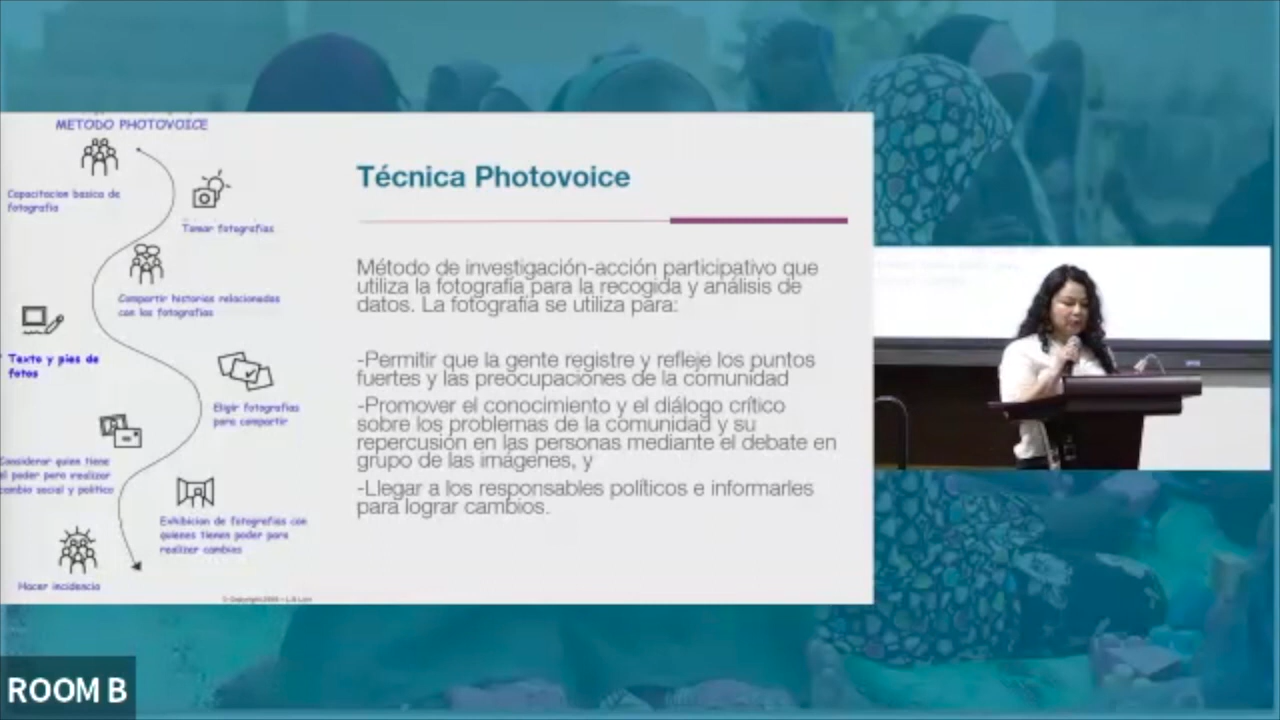 METODO PHOTOVOICE
Capacitacion basica de
fotografia
Tomar fotografias
Compartir historias relacionadas
con las fotografias
Texto y pies de
fotos
Eligir fotografias
para compartir
Considerar quien tiene
el poder para realizar
cambio social y politico
Exhibicion de fotografias con
quienes tienen poder para
realizar cambios
Hacer incidencia
Técnica Photovoice
Método de investigación-acción participativo que
utiliza la fotografía para la recogida y análisis de
datos. La fotografía se utiliza para:
-Permitir que la gente registre y refleje los puntos
fuertes y las preocupaciones de la comunidad
-Promover el conocimiento y el diálogo crítico
sobre los problemas de la comunidad y su
repercusión en las personas mediante el debate en
grupo de las imágenes, y
-Llegar a los responsables políticos e informarles
para lograr cambios.
ROOM B